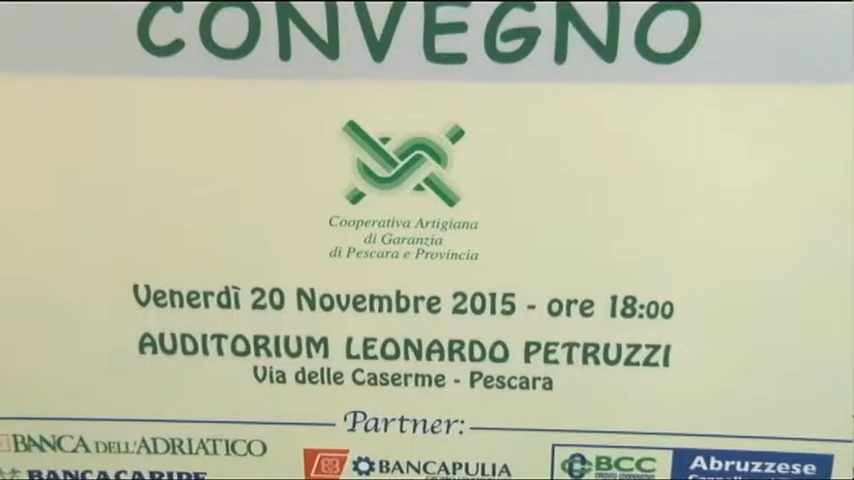 CONVEGNO
Cooperativa Artigiana
di Garanzia
di Pescara e Provincia
Venerdì 20 Novembre 2015 - ore 18:00
AUDITORIUM LEONARDO PETRUZZI
Via delle Caserme - Pescara
Partner:
BANCA DELL'ADRIATICO
BANCAPULIA
BCC
Abruzzese
BANCACARIPE